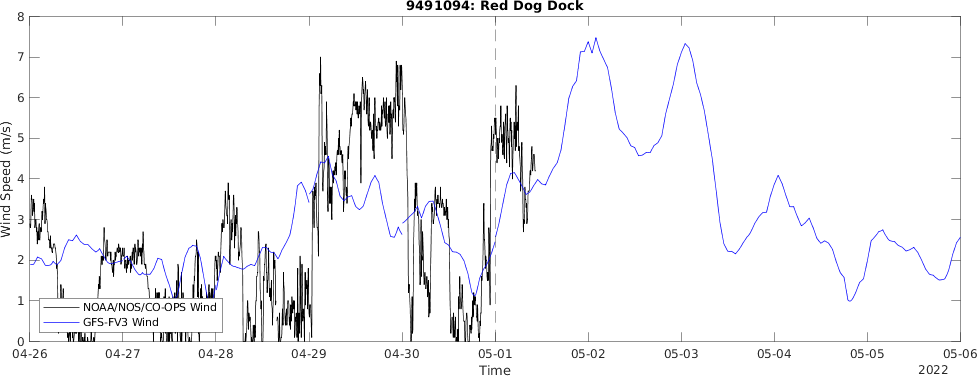 9491094: Red Dog Dock
Wind Speed (m/s)
8
7
6
5
4
3
2
1
0
NOAA/NOS/CO-OPS Wind
GFS-FV3 Wind
04-26 04-27 04-28 04-29 04-30 05-01 05-02 05-03 05-04 05-05 05-06
Time
2022